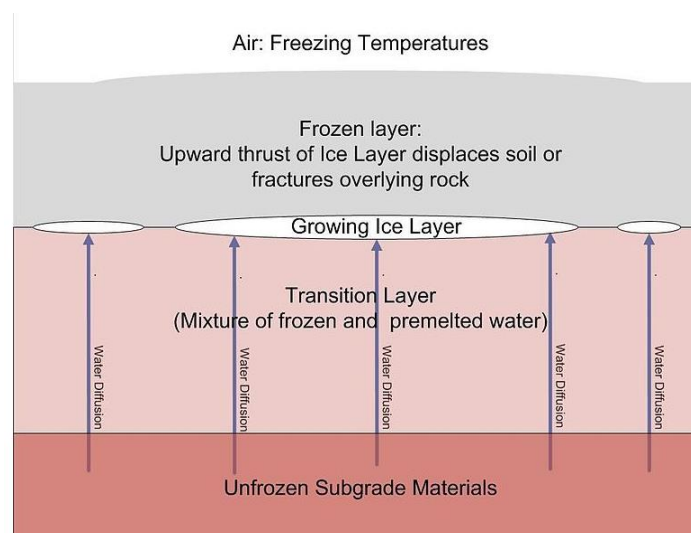 Air: Freezing Temperatures
Frozen layer:
Upward thrust of Ice Layer displaces soil or
fractures overlying rock
Growing Ice Layer
Transition Layer
(Mixture of frozen and premelted water)
Water Diffusion
Water Diffusion
Water Diffusion
Water Diffusion
Water Diffusion
Unfrozen Subgrade Materials